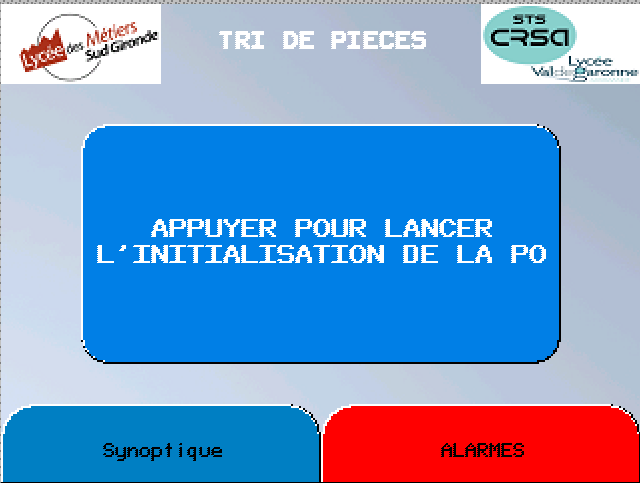 Lycée des Métiers
Sud Gironde
TRI DE PIECES
STS
CRSA
Lycée
Val de Garonne
APPUYER POUR LANCER
L'INITIALISATION DE LA PO
Synoptique
ALARMES